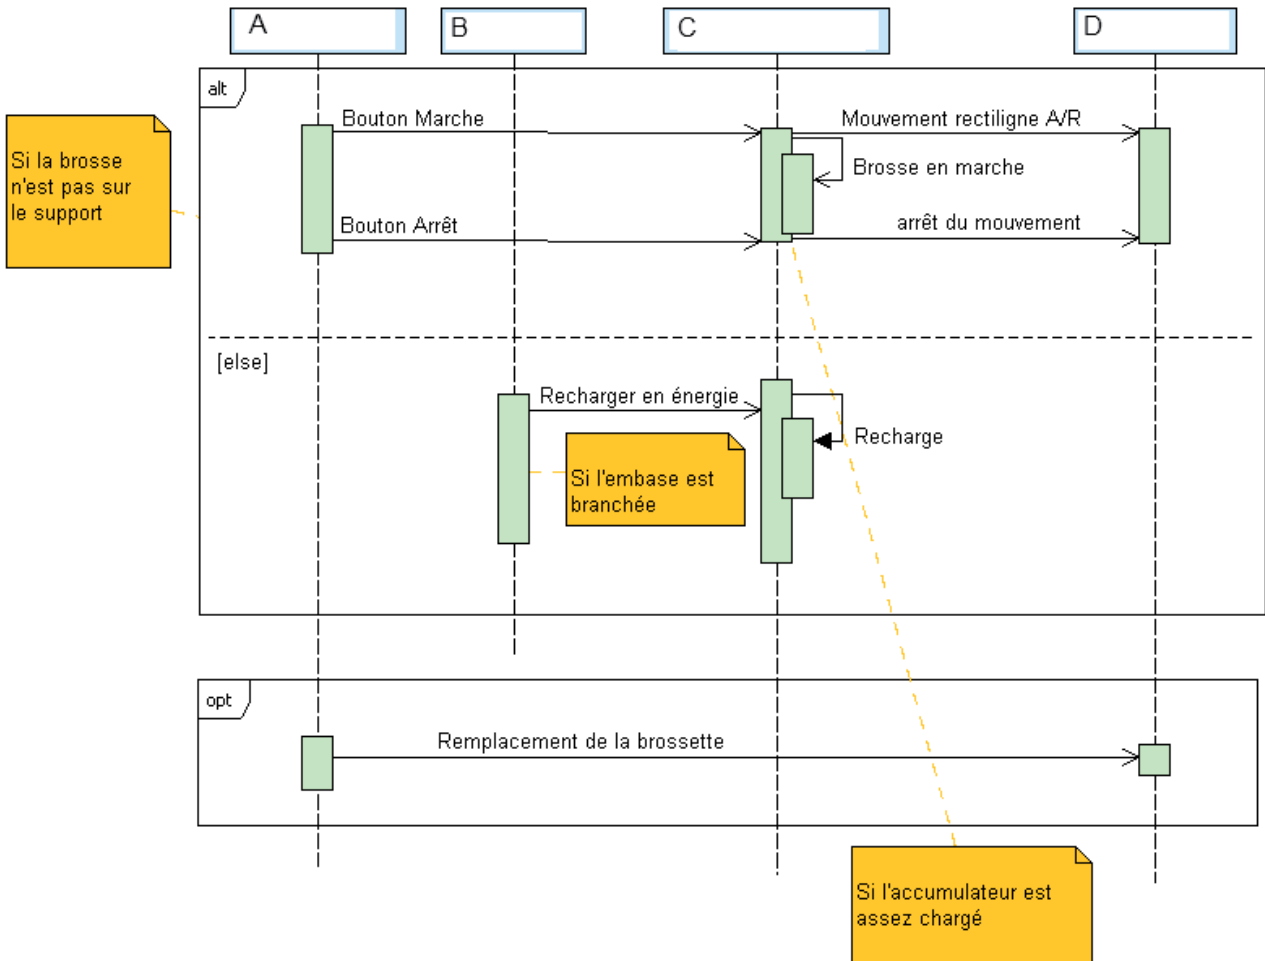 A
B
C
D
alt
Bouton Marche
Mouvement rectiligne A/R
Si la brosse
n'est pas sur
le support
Brosse en marche
Bouton Arrêt
arrêt du mouvement
[else]
Recharger en énergie
Recharge
Si l'embase est
branchée
opt
Remplacement de la brossette
Si l'accumulateur est
assez chargé